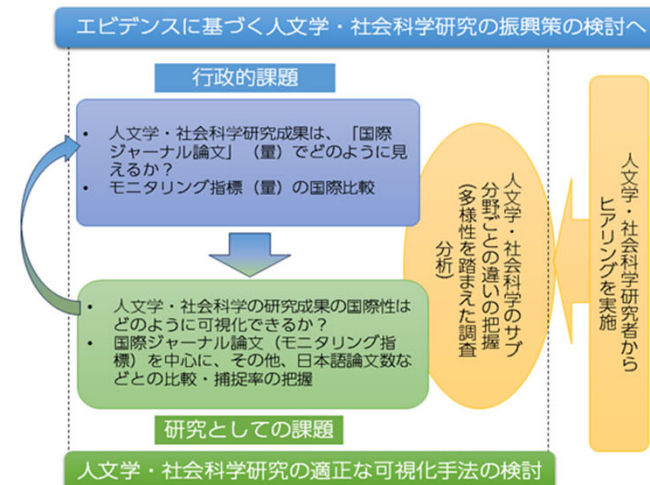 エビデンスに基づく人文学・社会科学研究の振興策の検討へ
行政的課題
• 人文学・社会科学研究成果は、「国際
ジャーナル論文」（量）でどのように見
えるか？
• モニタリング指標（量）の国際比較
• 人文学・社会科学の研究成果の国際性は
どのように可視化できるか？
• 国際ジャーナル論文（モニタリング指
標）を中心に、その他、日本語論文数な
どとの比較・捕捉率の把握
研究としての課題
人文学・社会科学研究の適正な可視化手法の検討
人文学・社会科学のサブ
分野ごとの違いの把握
(多様性を踏まえた調査
分析)
人文学・社会科学研究者から
ヒアリングを実施